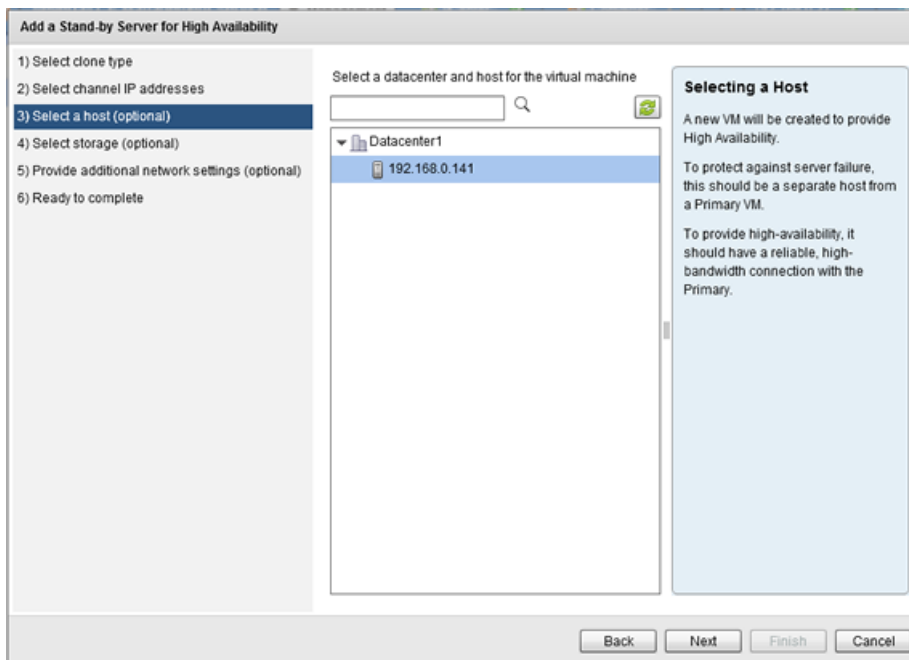 Add a Stand-by Server for High Availability
1) Select clone type
2) Select channel IP addresses
3) Select a host (optional)
4) Select storage (optional)
5) Provide additional network settings (optional)
6) Ready to complete
Select a datacenter and host for the virtual machine
Datacenter1
192.168.0.141
Selecting a Host
A new VM will be created to provide
High Availability.
To protect against server failure,
this should be a separate host from
a Primary VM.
To provide high-availability, it
should have a reliable, high-
bandwidth connection with the
Primary.
Back
Next
Finish
Cancel